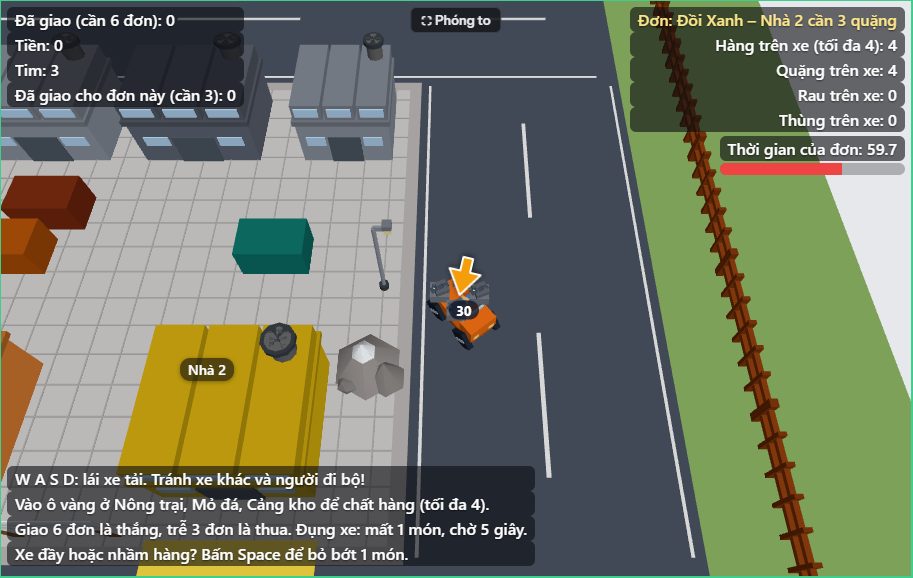 Đã giao (cần 6 đơn): 0
Tiền: 0
Tim: 3
Đã giao cho đơn này (cần 3): 0
Phóng to
Đơn: Đồi Xanh – Nhà 2 cần 3 quặng
Hàng trên xe (tối đa 4): 4
Quặng trên xe: 4
Rau trên xe: 0
Thùng trên xe: 0
Thời gian của đơn: 59.7
30
Nhà 2
W A S D: lái xe tải. Tránh xe khác và người đi bộ!
Vào ô vàng ở Nông trại, Mỏ đá, Cảng kho để chất hàng (tối đa 4).
Giao 6 đơn là thắng, trễ 3 đơn là thua. Đụng xe: mất 1 món, chờ 5 giây.
Xe đầy hoặc nhầm hàng? Bấm Space để bỏ bớt 1 món.